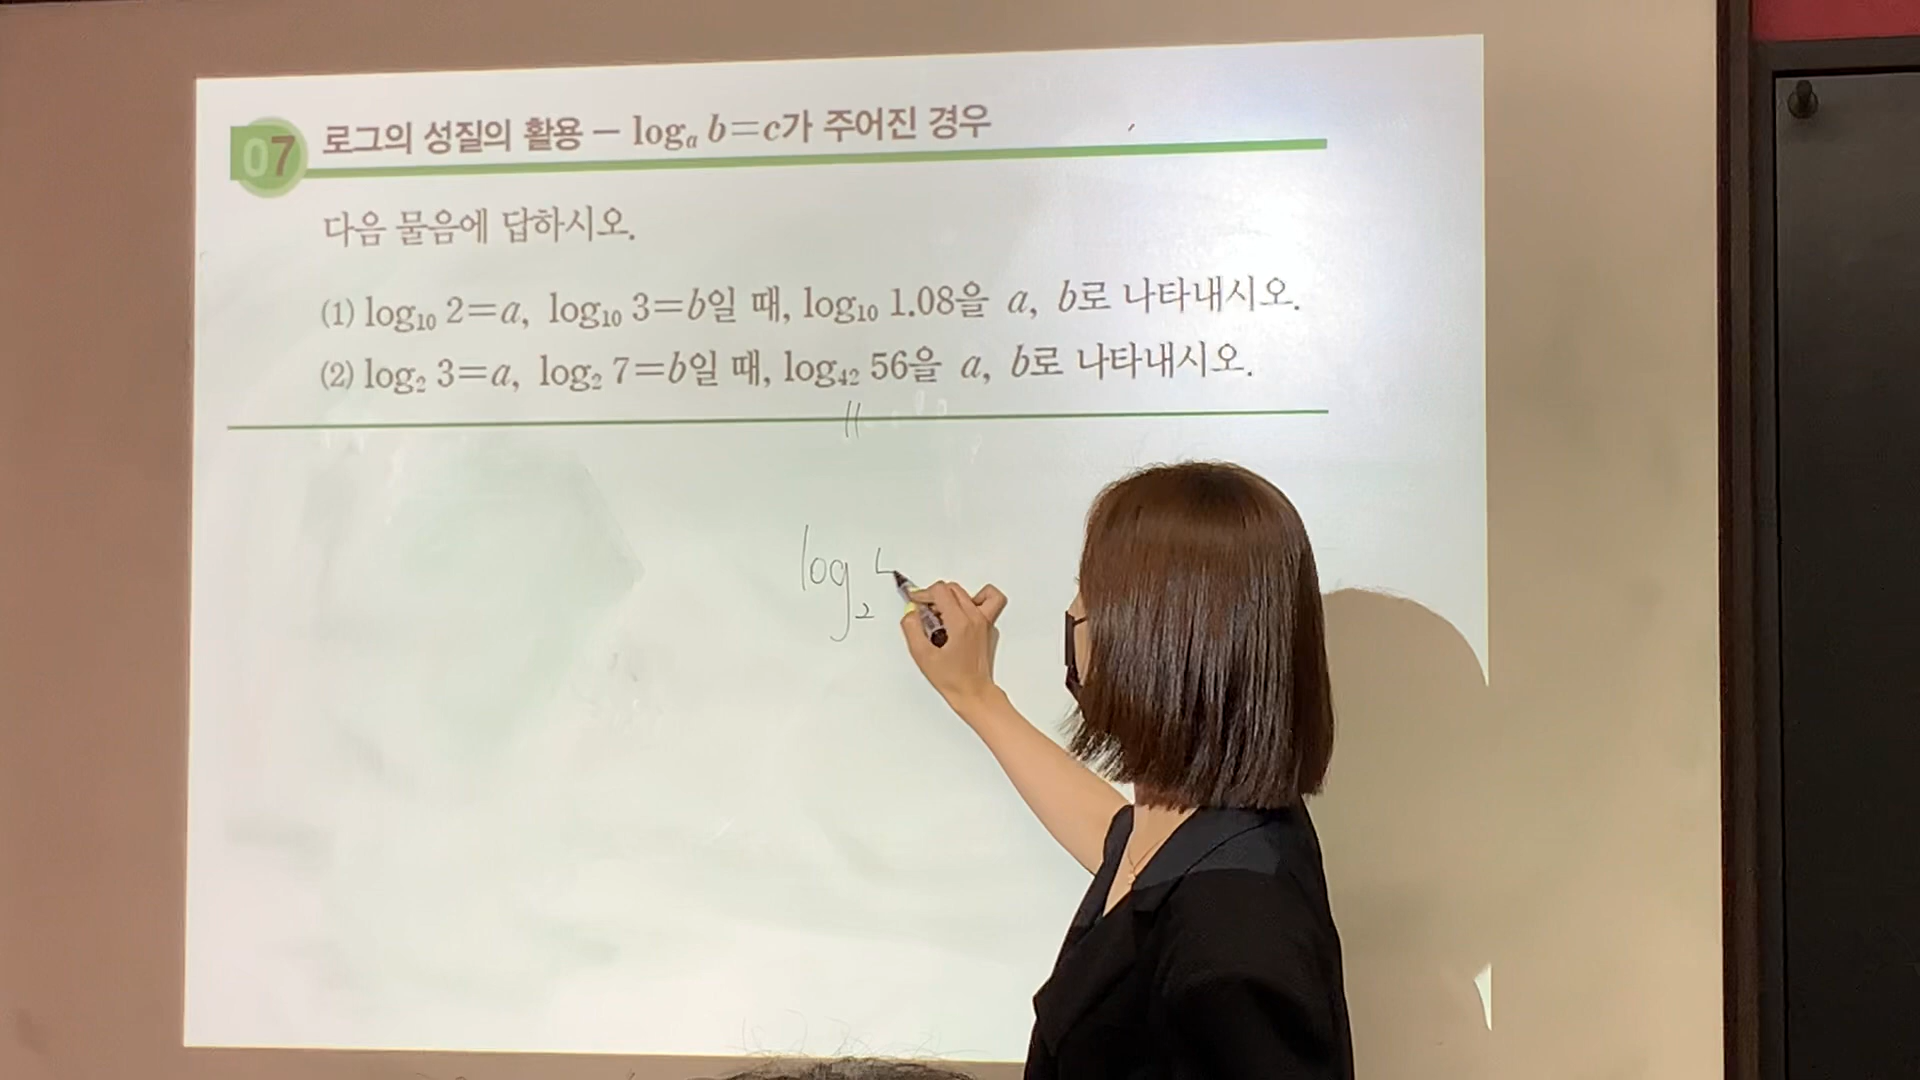 07 로그의 성질의 활용 − logₐ b=c가 주어진 경우
다음 물음에 답하시오.
(1) log₁₀ 2=a, log₁₀ 3=b일 때, log₁₀ 1.08을 a, b로 나타내시오.
(2) log₂ 3=a, log₂ 7=b일 때, log₄₂ 56을 a, b로 나타내시오.
log₂